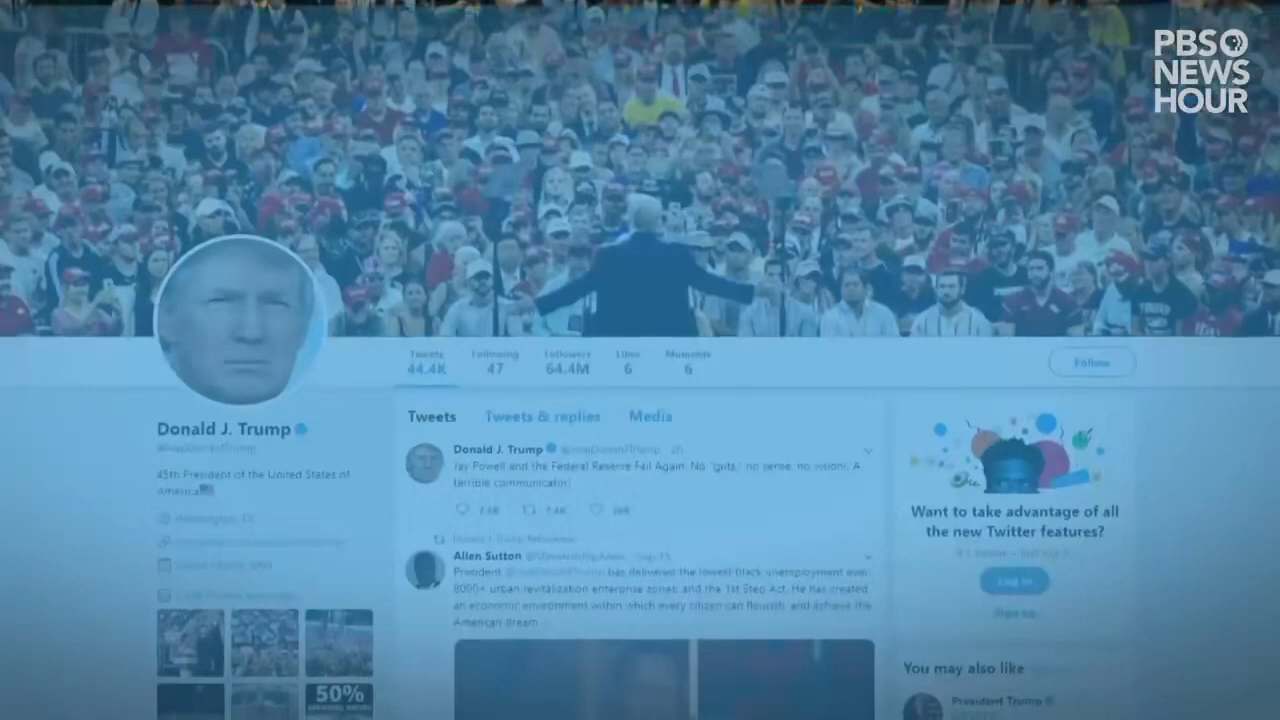 PBS
NEWS
HOUR
Tweets Following Followers Likes Moments
44.4K 47 64.4M 6 6
Follow
Donald J. Trump
45th President of the United States of
America
Tweets Tweets & replies Media
Donald J. Trump
Jay Powell and the Federal Reserve Fail Again. No "guts," no sense, no vision! A
terrible communicator!
Allen Sutton
President has delivered the lowest black unemployment ever.
8000+ urban revitalization enterprise zones and the 1st Step Act. He has created
an economic environment within which every citizen can flourish and achieve the
American dream
50%
Want to take advantage of all
the new Twitter features?
Log in
Sign up
You may also like
President Trump